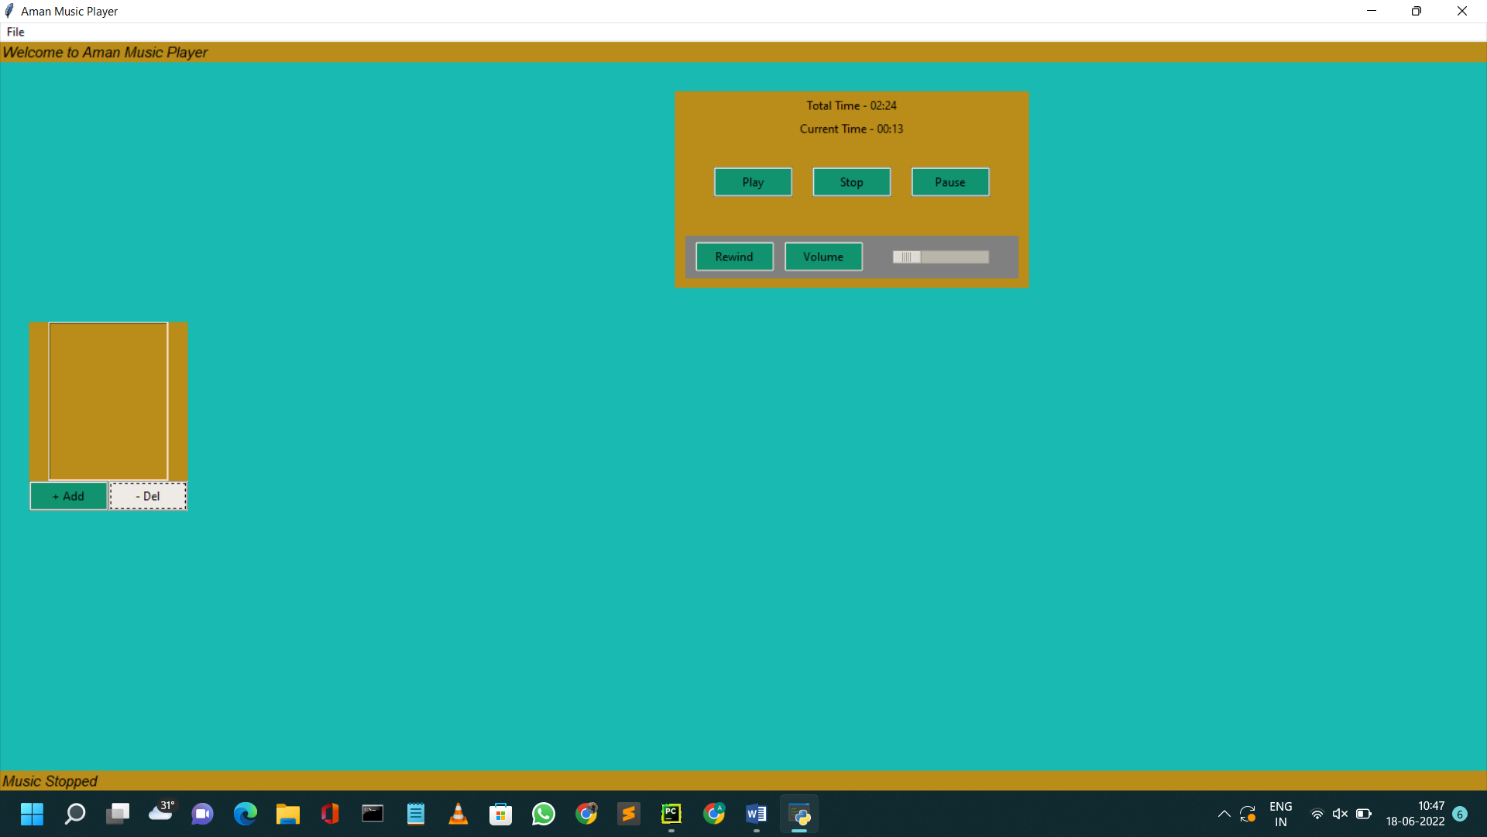 Aman Music Player
File
Welcome to Aman Music Player
Total Time - 02:24
Current Time - 00:13
Play Stop Pause
Rewind Volume
+ Add - Del
Music Stopped
31°
PC
A
W
ENG
IN
10:47
18-06-2022
6